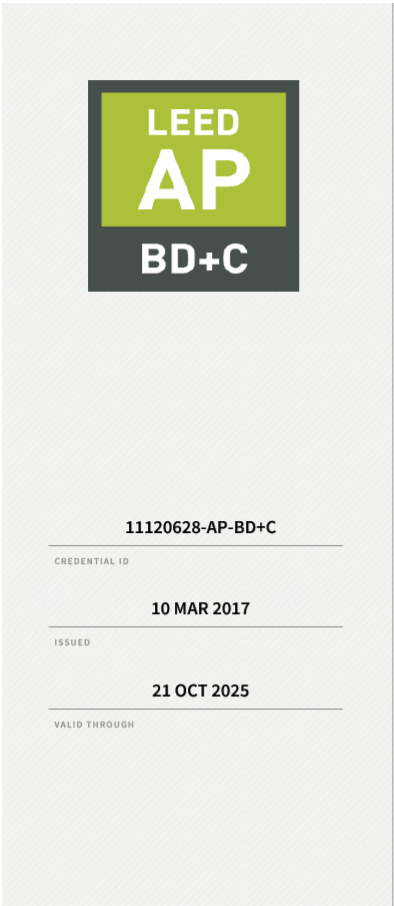 LEED
AP
BD+C
11120628-AP-BD+C
CREDENTIAL ID
10 MAR 2017
ISSUED
21 OCT 2025
VALID THROUGH